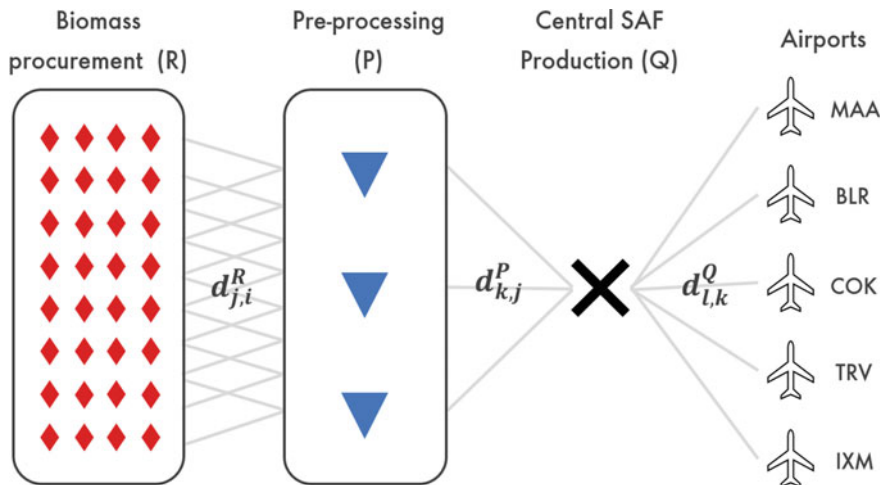 Biomass
procurement (R)
Pre-processing
(P)
Central SAF
Production (Q)
Airports
d^R_{j,i}
d^P_{k,j}
d^Q_{l,k}
MAA
BLR
COK
TRV
IXM